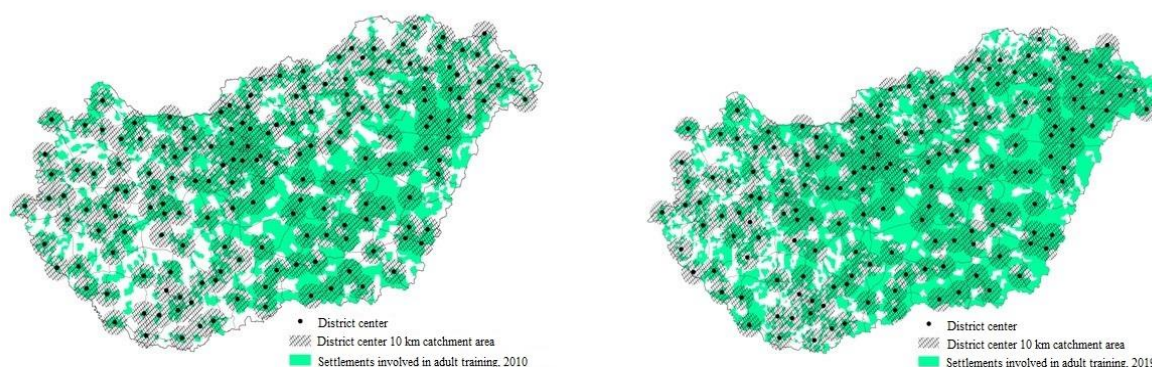 District center
District center 10 km catchment area
Settlements involved in adult training, 2010
District center
District center 10 km catchment area
Settlements involved in adult training, 2019